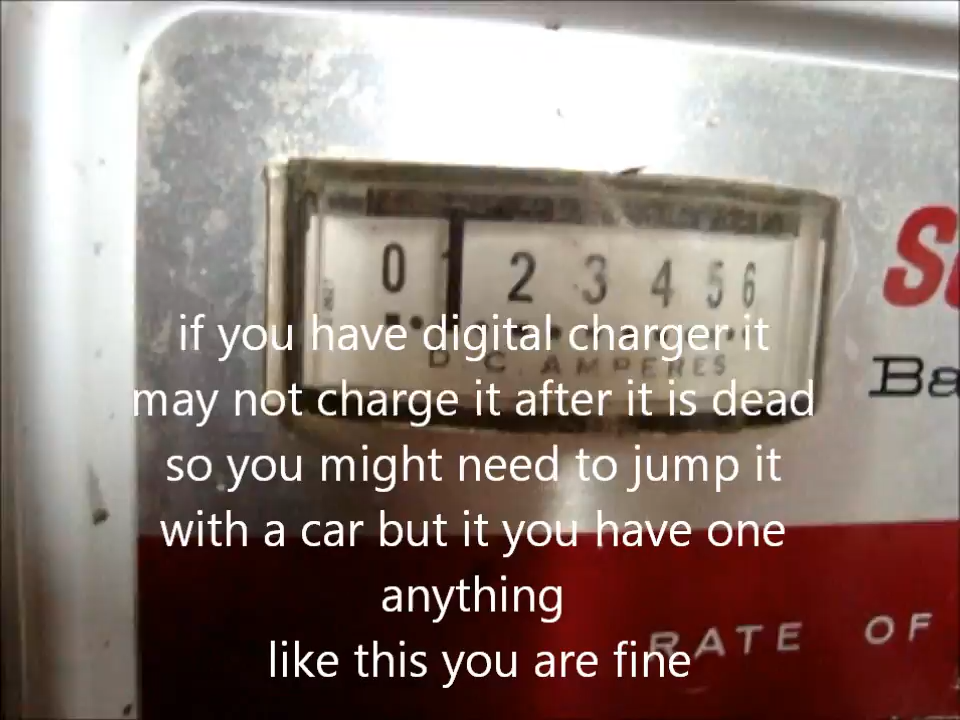 0 1 2 3 4 5 6
D.C. AMPERES
if you have digital charger it
may not charge it after it is dead
so you might need to jump it
with a car but it you have one
anything
like this you are fine
RATE OF